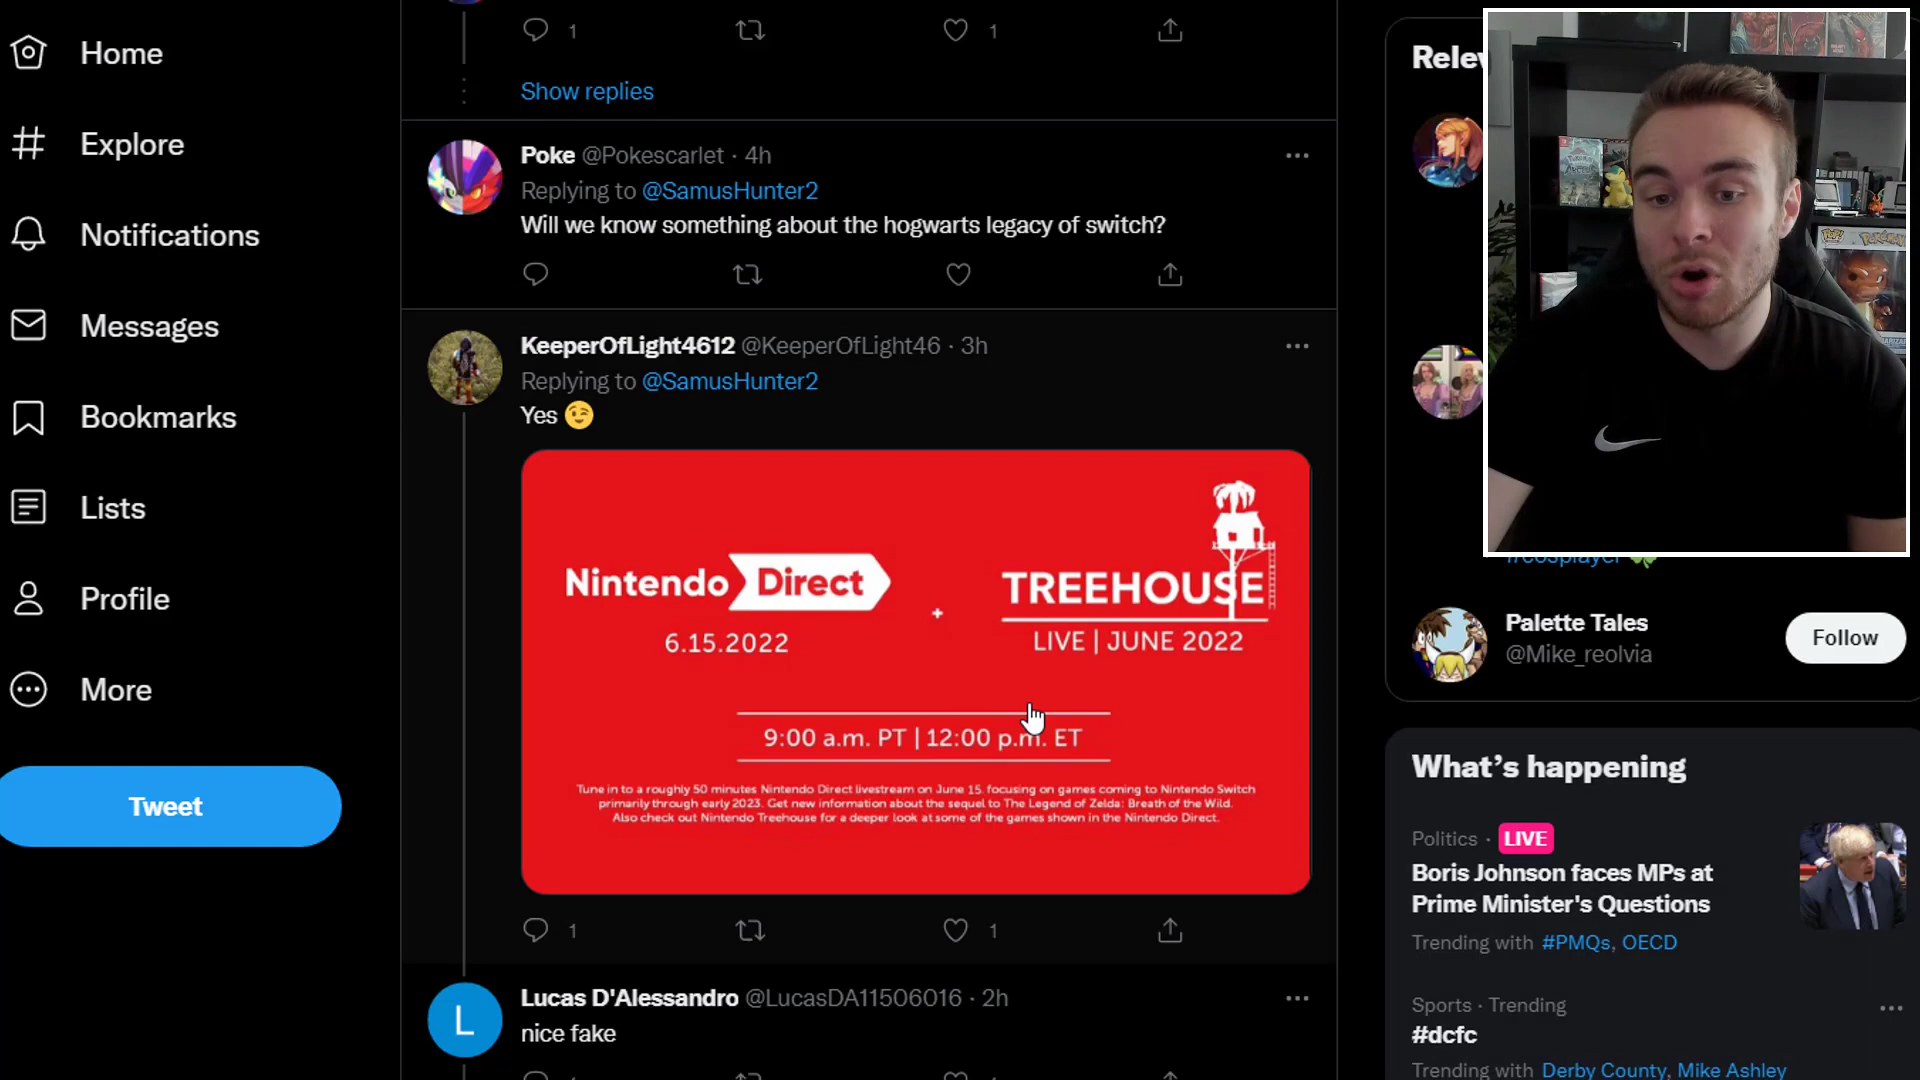 Home
Explore
Notifications
Messages
Bookmarks
Lists
Profile
More
Tweet
1
1
Show replies
Poke @Pokescarlet · 4h
Replying to @SamusHunter2
Will we know something about the hogwarts legacy of switch?
KeeperOfLight4612 @KeeperOfLight46 · 3h
Replying to @SamusHunter2
Yes 😉
Nintendo Direct
6.15.2022
+
TREEHOUSE
LIVE | JUNE 2022
9:00 a.m. PT | 12:00 p.m. ET
Tune in to a roughly 50 minutes Nintendo Direct livestream on June 15. focusing on games coming to Nintendo Switch
primarily through early 2023. Get new information about the sequel to The Legend of Zelda: Breath of the Wild.
Also check out Nintendo Treehouse for a deeper look at some of the games shown in the Nintendo Direct.
1
1
Lucas D'Alessandro @LucasDA11506016 · 2h
nice fake
L
#cosplayer
Palette Tales
@Mike_reolvia
Follow
What's happening
Politics · LIVE
Boris Johnson faces MPs at
Prime Minister's Questions
Trending with #PMQs, OECD
Sports · Trending
#dcfc
Trending with Derby County, Mike Ashley